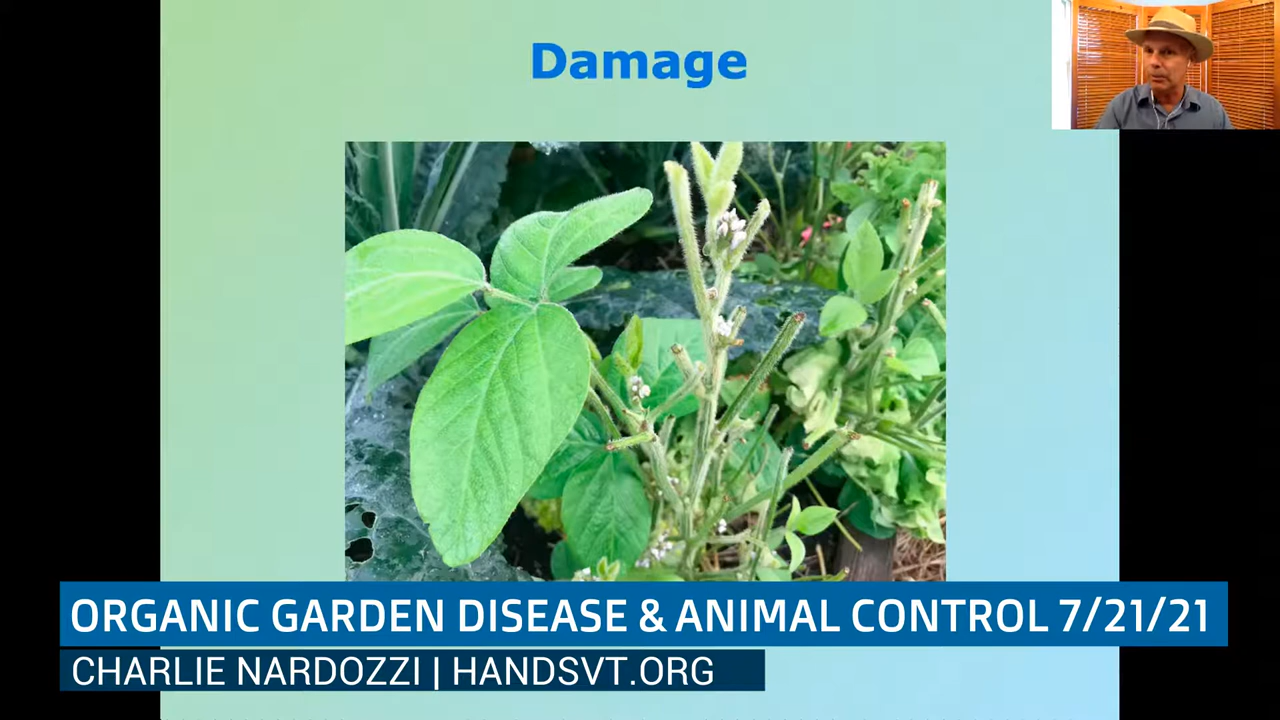 Damage
ORGANIC GARDEN DISEASE & ANIMAL CONTROL 7/21/21
CHARLIE NARDOZZI | HANDSVT.ORG